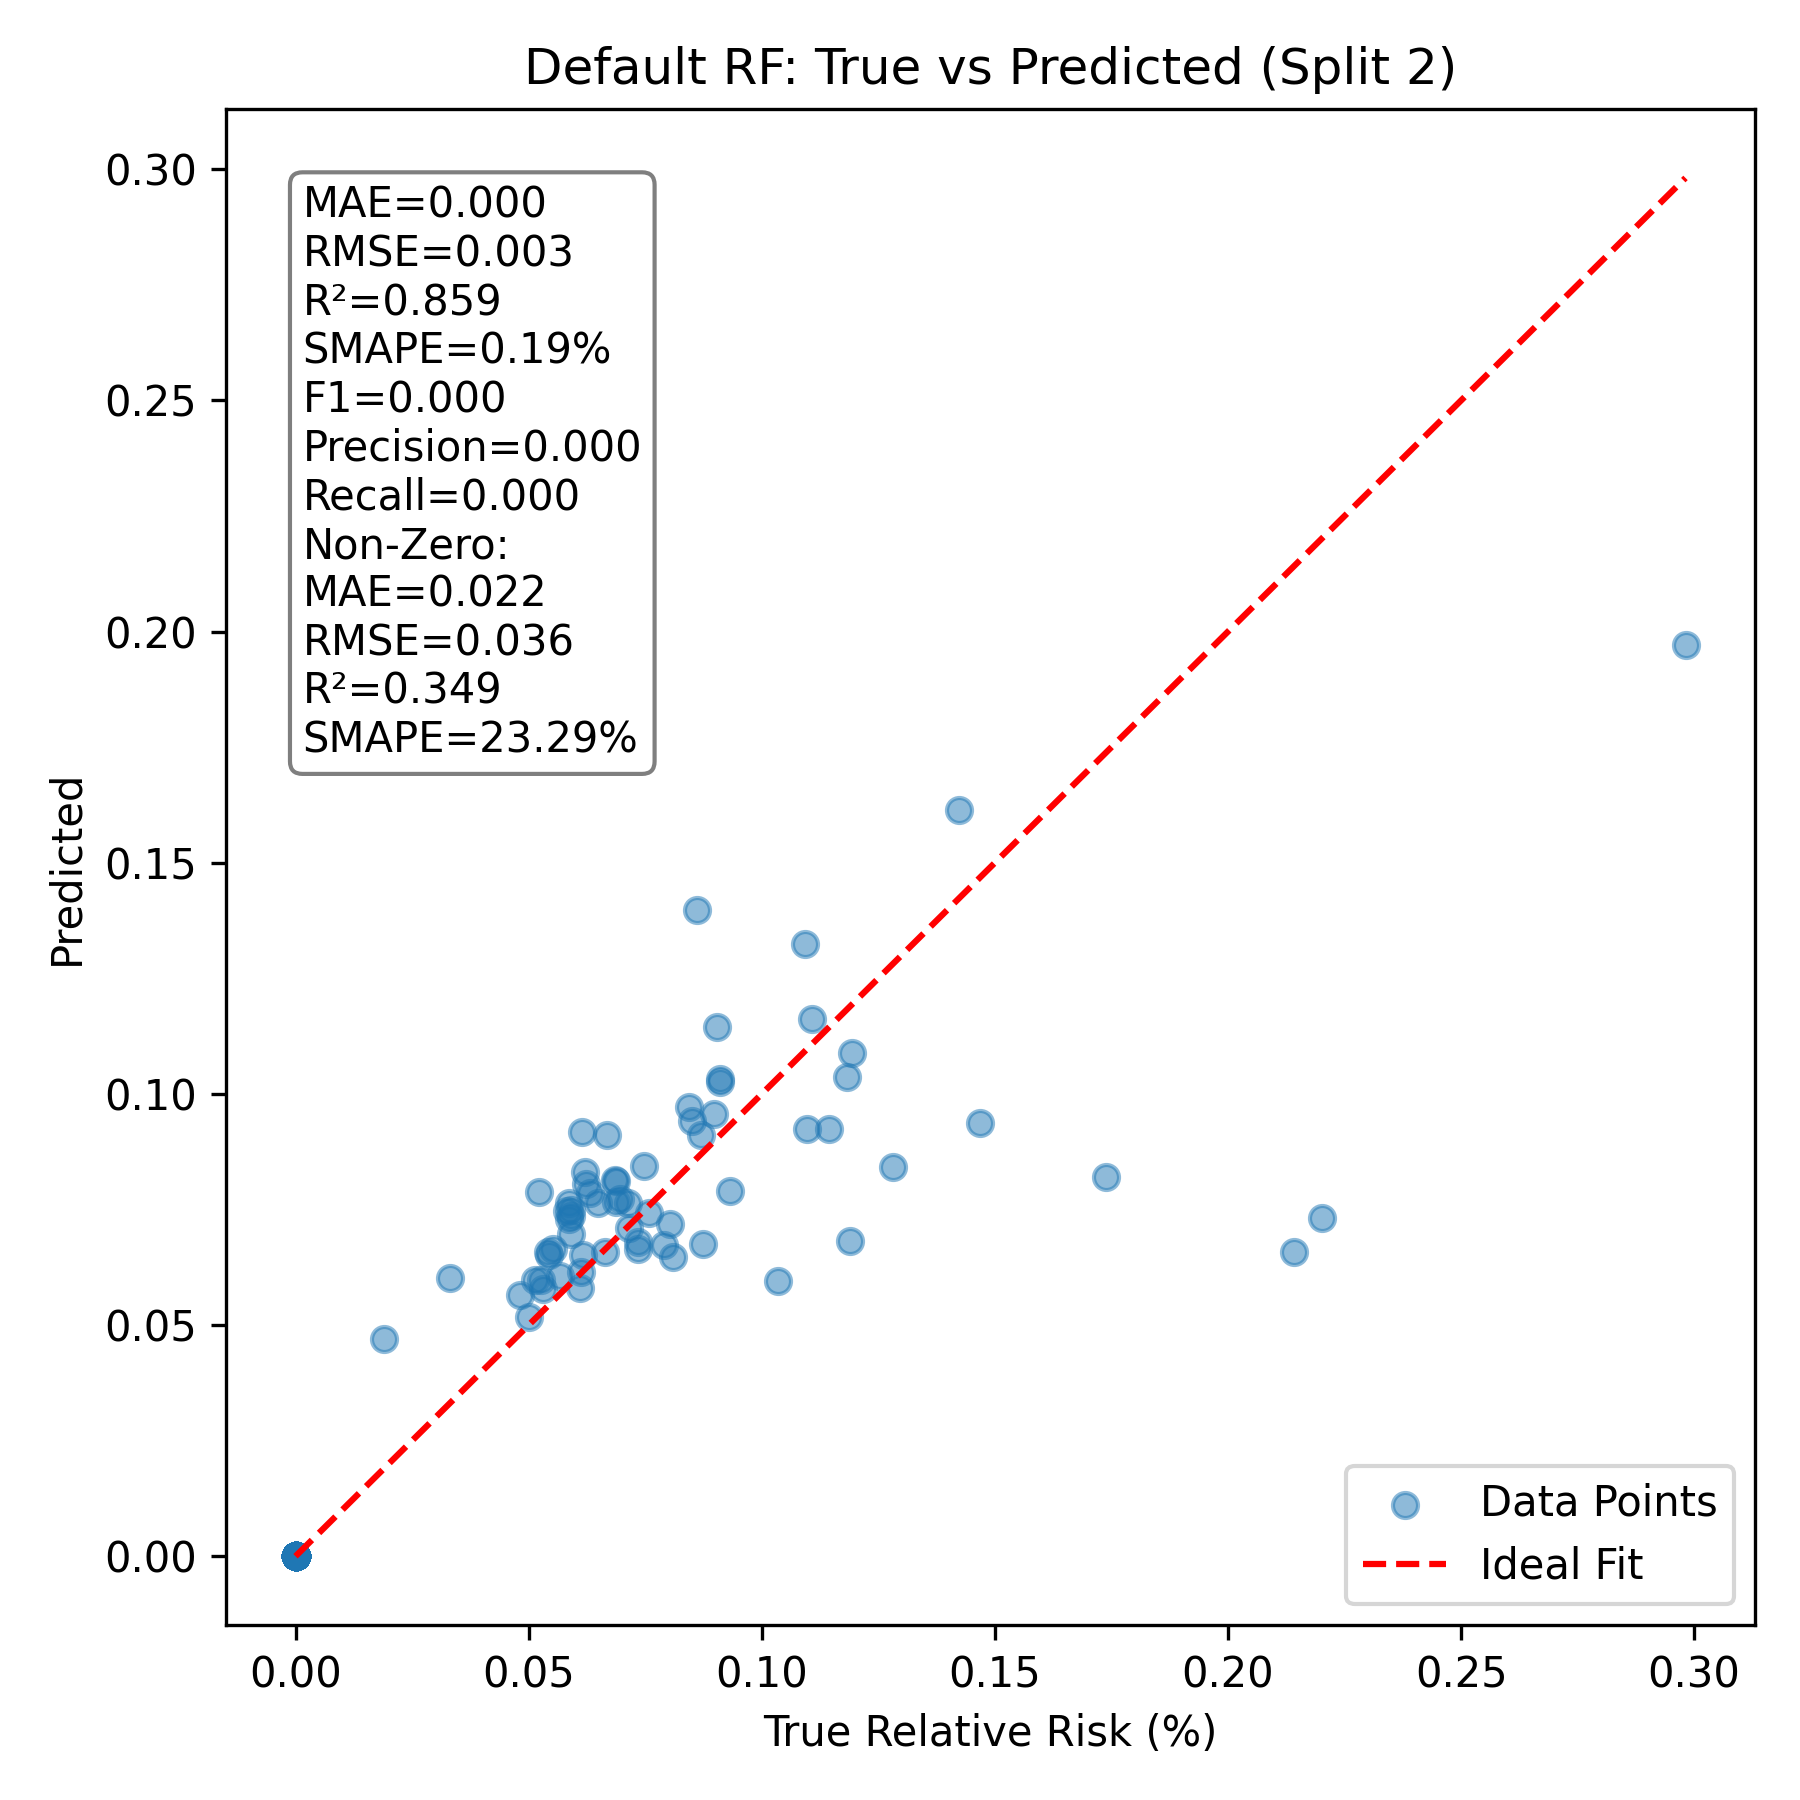 Default RF: True vs Predicted (Split 2)
MAE=0.000
RMSE=0.003
R²=0.859
SMAPE=0.19%
F1=0.000
Precision=0.000
Recall=0.000
Non-Zero:
MAE=0.022
RMSE=0.036
R²=0.349
SMAPE=23.29%
Predicted
0.30
0.25
0.20
0.15
0.10
0.05
0.00
Data Points
Ideal Fit
0.00 0.05 0.10 0.15 0.20 0.25 0.30
True Relative Risk (%)